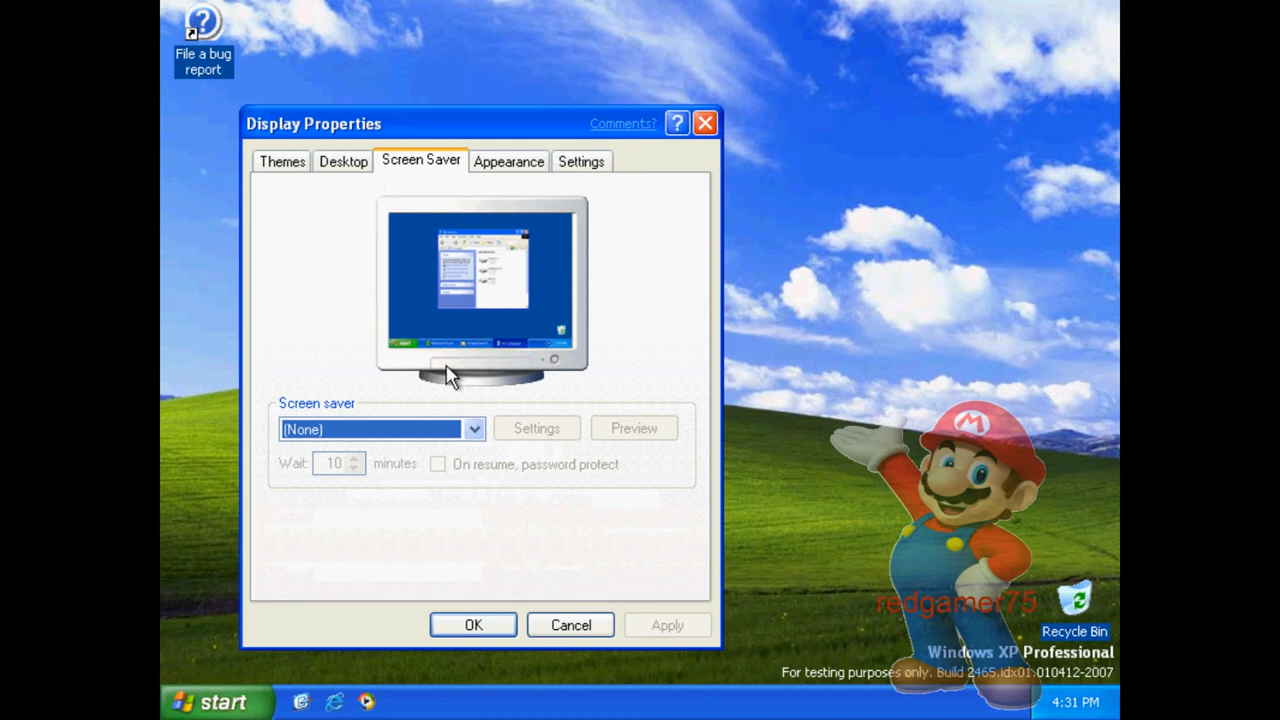 File a bug
report
Display Properties
Comments?
Themes
Desktop
Screen Saver
Appearance
Settings
start
Screen saver
(None)
Settings
Preview
Wait:
10
minutes
On resume, password protect
OK
Cancel
Apply
M
redgamer75
Recycle Bin
Windows XP Professional
For testing purposes only. Build 2465.idx01.010412-2007
start
4:31 PM